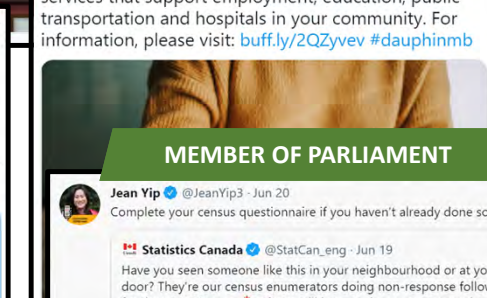 services that support employment, education, public
transportation and hospitals in your community. For
information, please visit: buff.ly/2QZyvev #dauphinmb
MEMBER OF PARLIAMENT
Jean Yip @JeanYip3 · Jun 20
Complete your census questionnaire if you haven't already done so
Statistics Canada @StatCan_eng · Jun 19
Have you seen someone like this in your neighbourhood or at yo
door? They're our census enumerators doing non-response follow